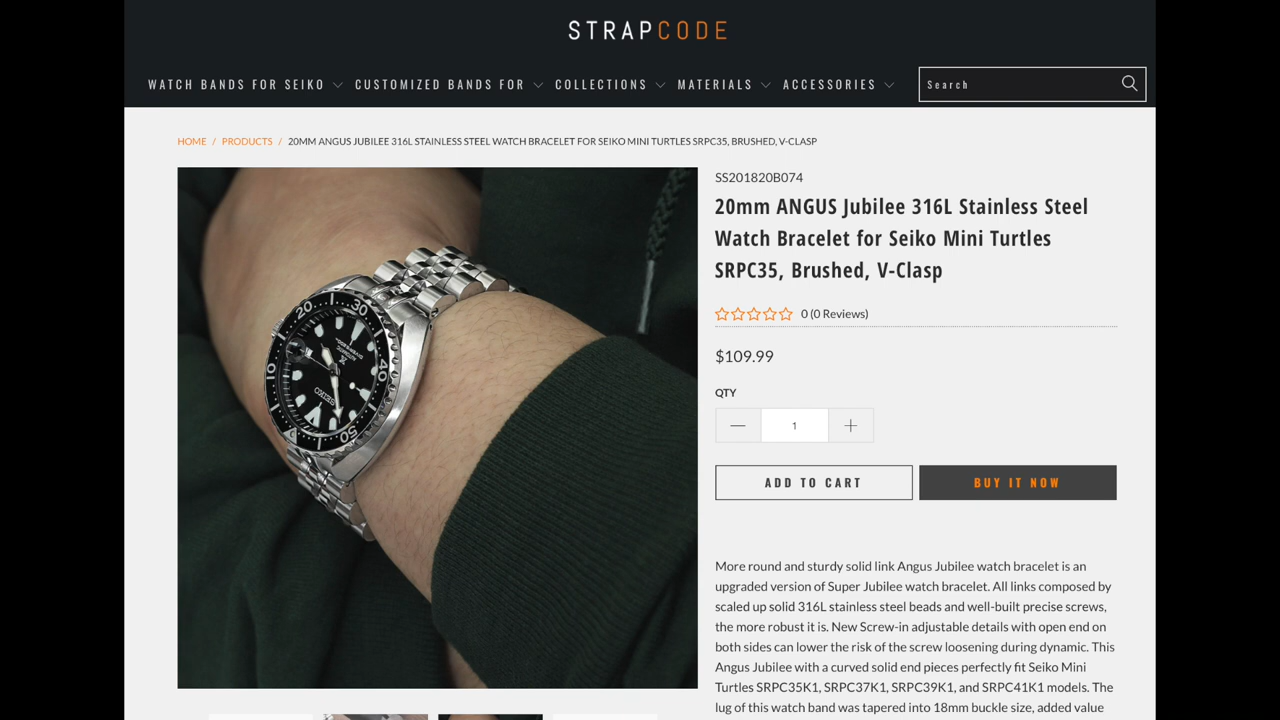 STRAPCODE
WATCH BANDS FOR SEIKO CUSTOMIZED BANDS FOR COLLECTIONS MATERIALS ACCESSORIES Search
HOME / PRODUCTS / 20MM ANGUS JUBILEE 316L STAINLESS STEEL WATCH BRACELET FOR SEIKO MINI TURTLES SRPC35, BRUSHED, V-CLASP
SS201820B074
20mm ANGUS Jubilee 316L Stainless Steel
Watch Bracelet for Seiko Mini Turtles
SRPC35, Brushed, V-Clasp
0 (0 Reviews)
$109.99
QTY
1
ADD TO CART BUY IT NOW
More round and sturdy solid link Angus Jubilee watch bracelet is an
upgraded version of Super Jubilee watch bracelet. All links composed by
scaled up solid 316L stainless steel beads and well-built precise screws,
the more robust it is. New Screw-in adjustable details with open end on
both sides can lower the risk of the screw loosening during dynamic. This
Angus Jubilee with a curved solid end pieces perfectly fit Seiko Mini
Turtles SRPC35K1, SRPC37K1, SRPC39K1, and SRPC41K1 models. The
lug of this watch band was tapered into 18mm buckle size, added value
20
30
40
50
10
SEIKO
AUTOMATIC